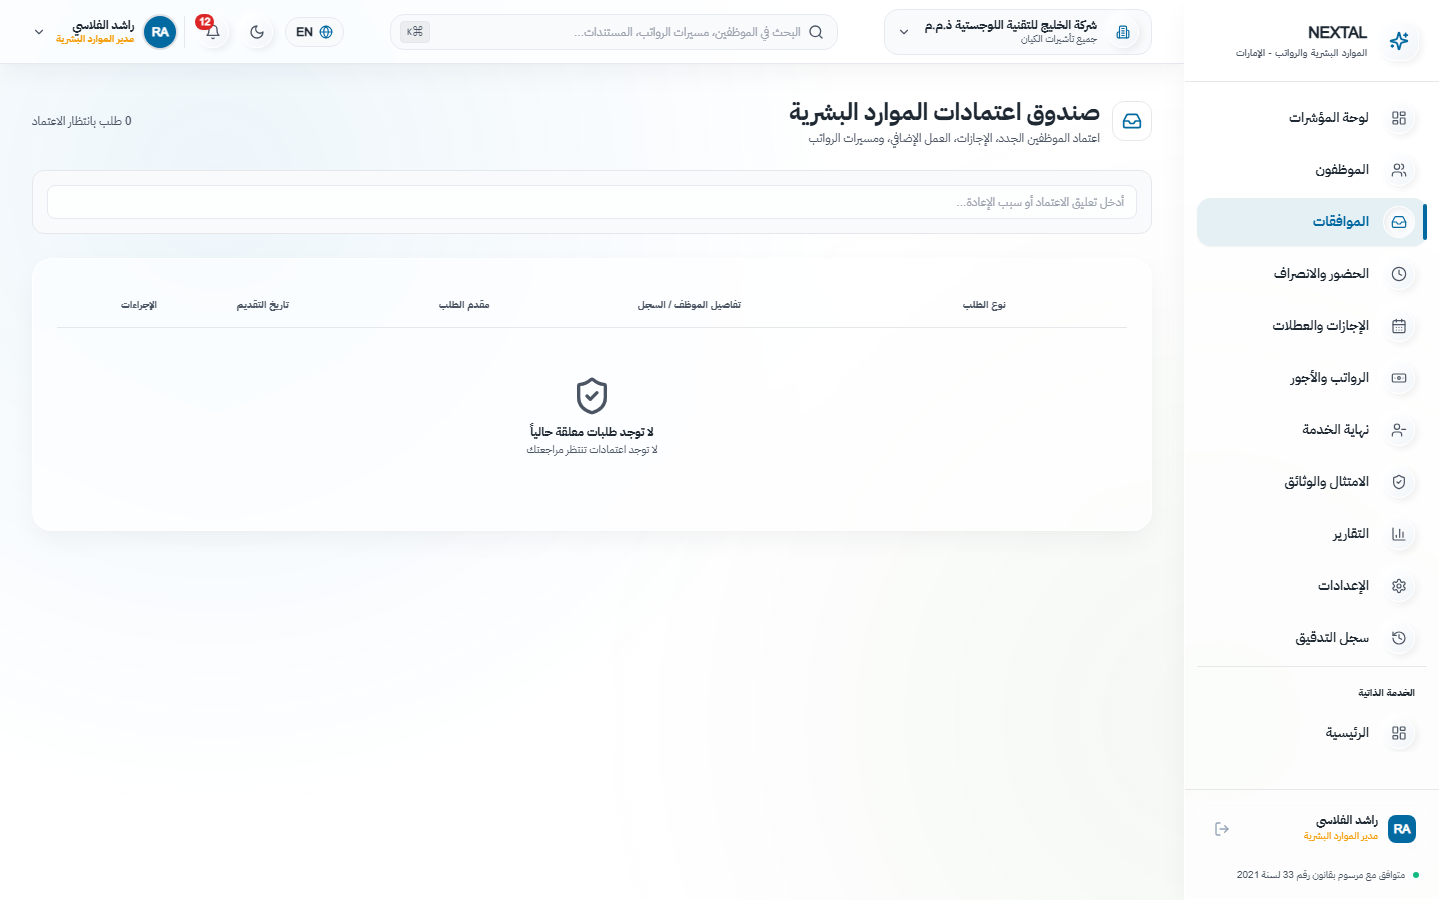 NEXTAL
الموارد البشرية والرواتب - الإمارات
لوحة المؤشرات
الموظفون
الموافقات
الحضور والانصراف
الإجازات والعطلات
الرواتب والأجور
نهاية الخدمة
الامتثال والوثائق
التقارير
الإعدادات
سجل التدقيق
الخدمة الذاتية
الرئيسية
RA
راشد الفلاسي
مدير الموارد البشرية
متوافق مع مرسوم بقانون رقم 33 لسنة 2021
شركة الخليج للتقنية اللوجستية ذ.م.م
جميع تأشيرات الكيان
البحث في الموظفين، مسيرات الرواتب، المستندات...
⌘K
EN
12
RA
راشد الفلاسي
مدير الموارد البشرية
صندوق اعتمادات الموارد البشرية
اعتماد الموظفين الجدد، الإجازات، العمل الإضافي، ومسيرات الرواتب
0 طلب بانتظار الاعتماد
أدخل تعليق الاعتماد أو سبب الإعادة...
نوع الطلب
تفاصيل الموظف / السجل
مقدم الطلب
تاريخ التقديم
الإجراءات
لا توجد طلبات معلقة حالياً
لا توجد اعتمادات تنتظر مراجعتك